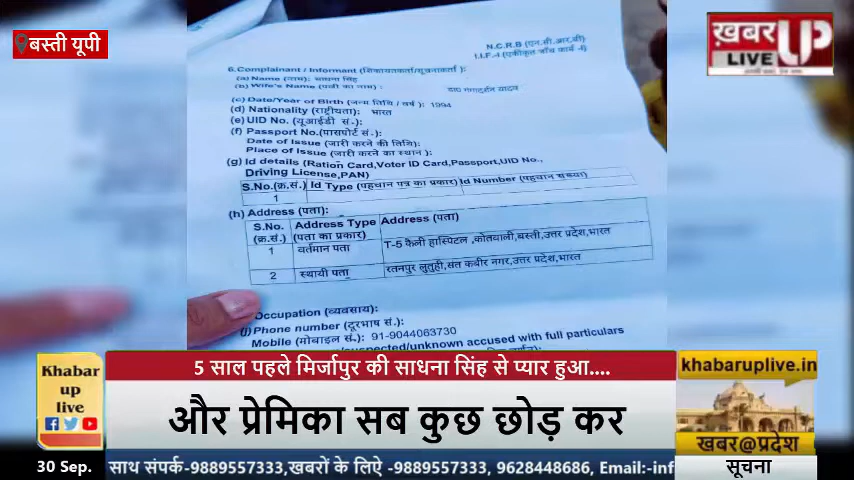 बस्ती यूपी
ख़बर UP
LIVE
N.C.R.B (एन.सी.आर.बी)
I.I.F.-I (एकीकृत जाँच फार्म -I)
6.Complainant / Informant (शिकायतकर्ता/सूचनाकर्ता ):
(a) Name (नाम): साधना सिंह
(b) Wife's Name (पत्नी का नाम) :
(c) Date/Year of Birth (जन्म तिथि / वर्ष ): 1994
(d) Nationality (राष्ट्रीयता): भारत
(e) UID No. (यूआईडी सं.):
(f) Passport No.(पासपोर्ट सं.):
Date of Issue (जारी करने की तिथि):
Place of Issue (जारी करने का स्थान ):
(g) Id details (Ration Card,Voter ID Card,Passport,UID No.,
Driving License,PAN)
S.No.(क्र.सं.) Id Type (पहचान पत्र का प्रकार) Id Number (पहचान संख्या)
1
(h) Address (पता):
S.No. (क्र.सं.) Address Type (पता का प्रकार) Address (पता)
1 वर्तमान पता T-5 कैली हास्पिटल ,कोतवाली,बस्ती,उत्तर प्रदेश,भारत
2 स्थायी पता रतनपुर लुतुही,संत कबीर नगर,उत्तर प्रदेश,भारत
Occupation (व्यवसाय):
(j) Phone number (दूरभाष सं.):
Mobile (मोबाइल सं.): 91-9044063730
suspected/unknown accused with full particulars
Khabar up live
5 साल पहले मिर्जापुर की साधना सिंह से प्यार हुआ....
और प्रेमिका सब कुछ छोड़ कर
khabaruplive.in
खबर@प्रदेश
30 Sep.
साथ संपर्क-9889557333,खबरों के लिऐ -9889557333, 9628448686, Email:-inf
सूचना